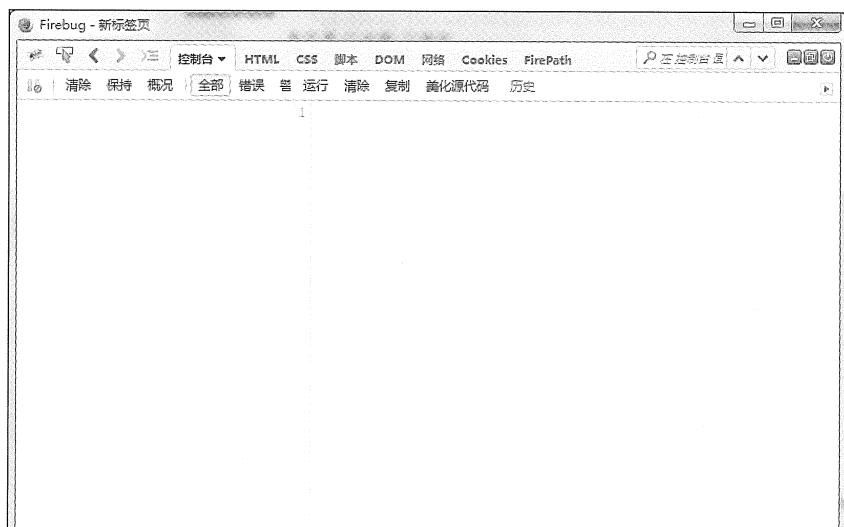 Firebug - 新标签页
控制台 HTML CSS 脚本 DOM 网络 Cookies FirePath
清除 保持 概况 全部 错误 警 运行 清除 复制 美化源代码 历史
1